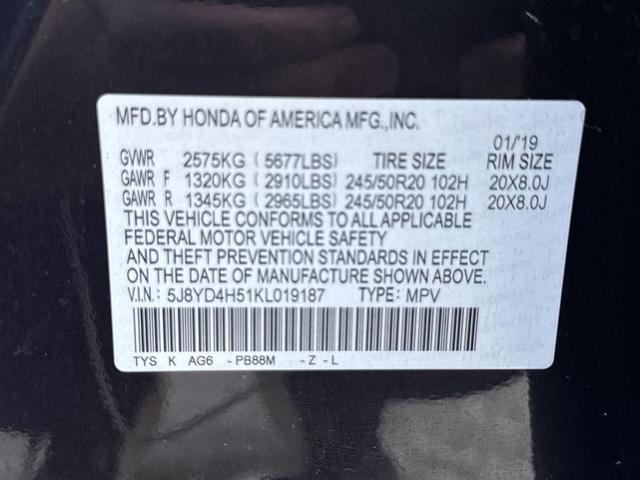 MFD.BY HONDA OF AMERICA MFG.,INC.
01/'19
GVWR 2575KG (5677LBS) TIRE SIZE RIM SIZE
GAWR F 1320KG (2910LBS) 245/50R20 102H 20X8.0J
GAWR R 1345KG (2965LBS) 245/50R20 102H 20X8.0J
THIS VEHICLE CONFORMS TO ALL APPLICABLE
FEDERAL MOTOR VEHICLE SAFETY
AND THEFT PREVENTION STANDARDS IN EFFECT
ON THE DATE OF MANUFACTURE SHOWN ABOVE.
V.I.N.: 5J8YD4H51KL019187 TYPE: MPV
TYS K AG6 -PB88M -Z -L